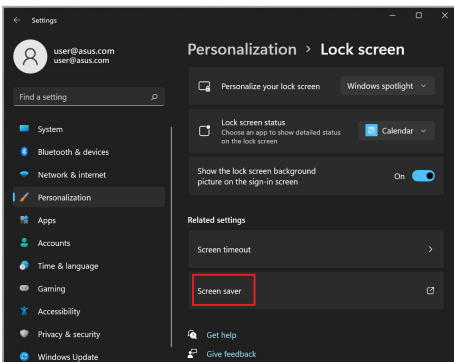 Settings
user@asus.com
user@asus.com
Find a setting
System
Bluetooth & devices
Network & internet
Personalization
Apps
Accounts
Time & language
Gaming
Accessibility
Privacy & security
Windows Update
Personalization > Lock screen
Personalize your lock screen
Windows spotlight
Lock screen status
Choose an app to show detailed status
on the lock screen
Calendar
Show the lock screen background
picture on the sign-in screen
On
Related settings
Screen timeout
Screen saver
Get help
Give feedback